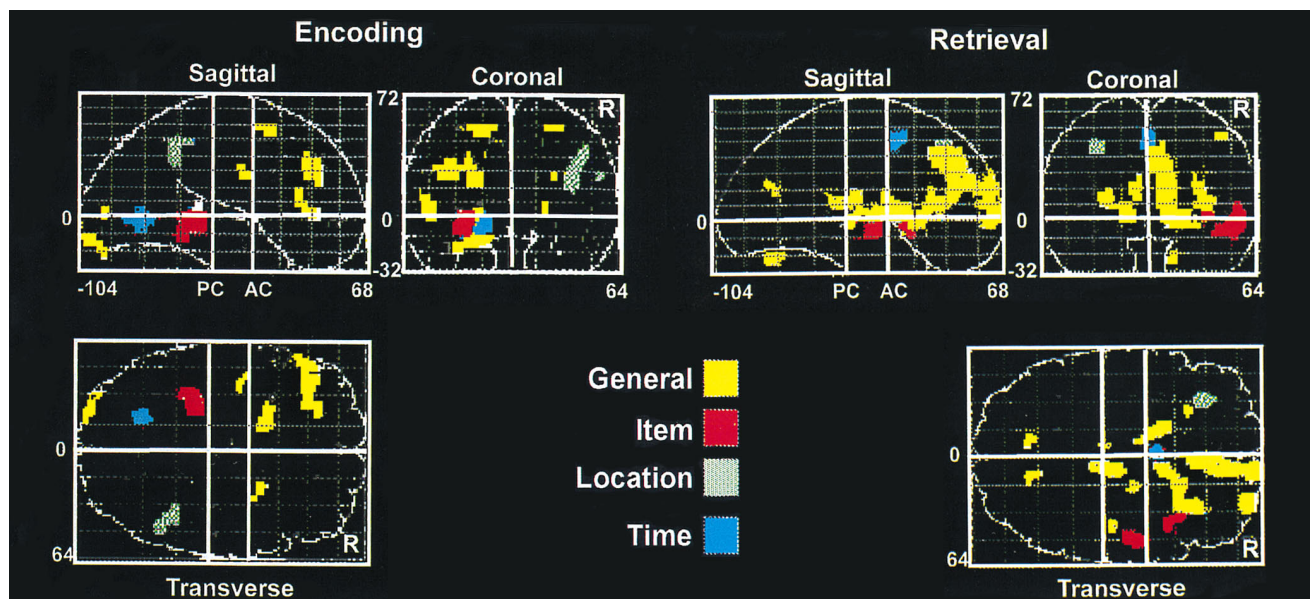 Encoding
Retrieval
Sagittal
Coronal
Sagittal
Coronal
72
R
72
R
0
0
0
0
-32
-32
-104
PC
AC
68
64
-104
PC
AC
68
64
General
Item
Location
Time
0
64
R
Transverse
0
64
R
Transverse